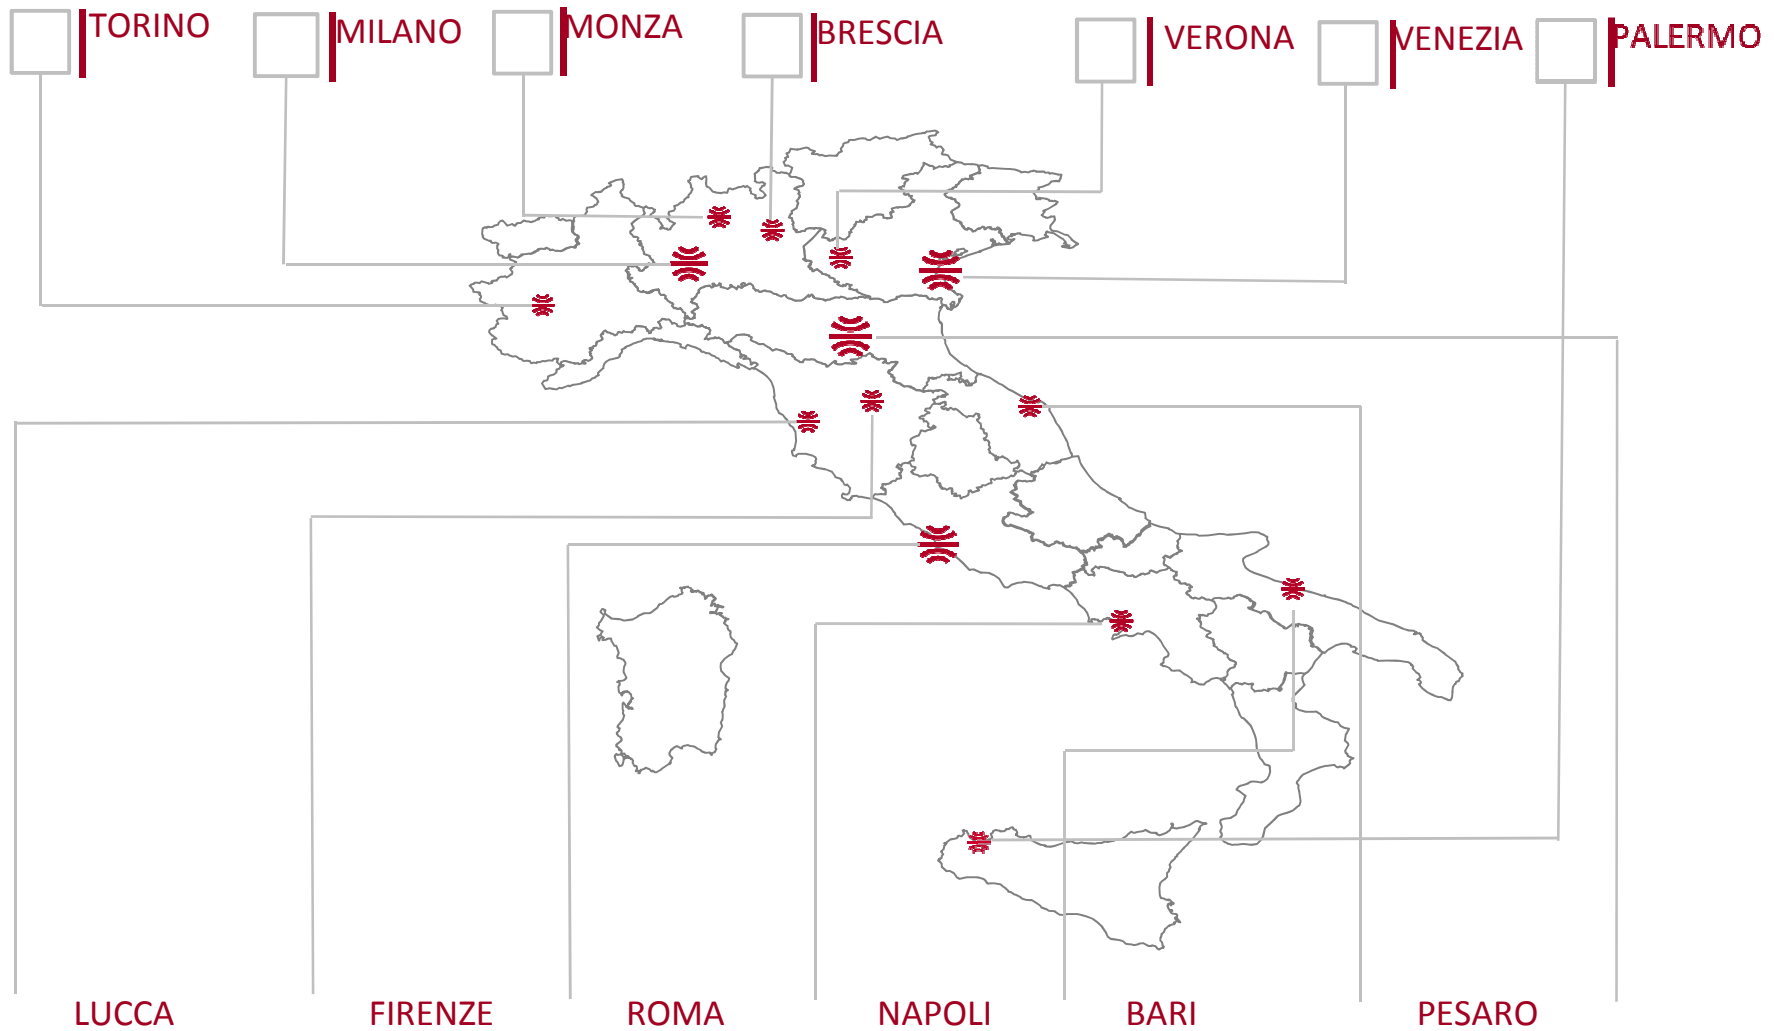 TORINO
MILANO
MONZA
BRESCIA
VERONA
VENEZIA
PALERMO
LUCCA
FIRENZE
ROMA
NAPOLI
BARI
PESARO